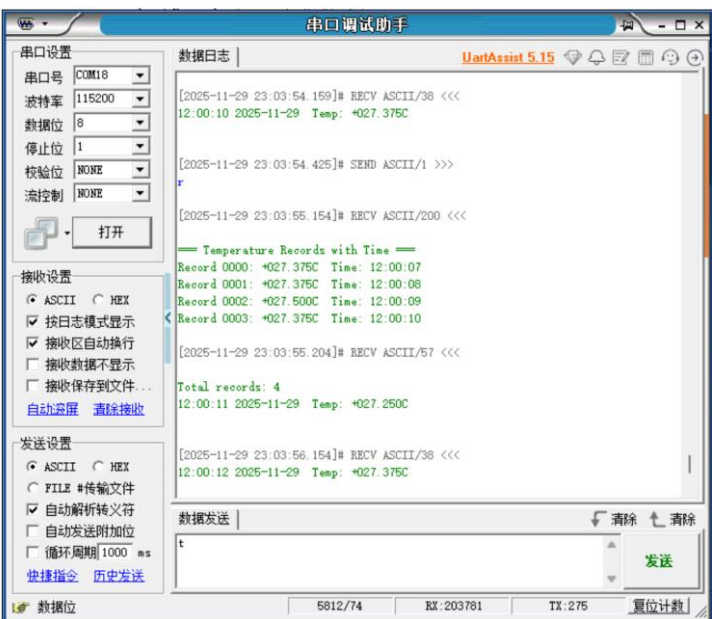 串口调试助手
串口设置
串口号 COM18
波特率 115200
数据位 8
停止位 1
校验位 NONE
流控制 NONE
打开
接收设置
ASCII HEX
按日志模式显示
接收区自动换行
接收数据不显示
接收保存到文件...
自动滚屏 清除接收
发送设置
ASCII HEX
FILE #传输文件
自动解析转义符
自动发送附加位
循环周期 1000 ms
快捷指令 历史发送
数据日志
UartAssist 5.15
[2025-11-29 23:03:54.159]# RECV ASCII/38 <<<
12:00:10 2025-11-29 Temp: +027.375C
[2025-11-29 23:03:54.425]# SEND ASCII/1 >>>
r
[2025-11-29 23:03:55.154]# RECV ASCII/200 <<<
=== Temperature Records with Time ===
Record 0000: +027.375C Time: 12:00:07
Record 0001: +027.375C Time: 12:00:08
Record 0002: +027.500C Time: 12:00:09
Record 0003: +027.375C Time: 12:00:10
[2025-11-29 23:03:55.204]# RECV ASCII/57 <<<
Total records: 4
12:00:11 2025-11-29 Temp: +027.250C
[2025-11-29 23:03:56.154]# RECV ASCII/38 <<<
12:00:12 2025-11-29 Temp: +027.375C
数据发送 清除 清除
t
发送
数据位 5812/74 RX:203781 TX:275 复位计数